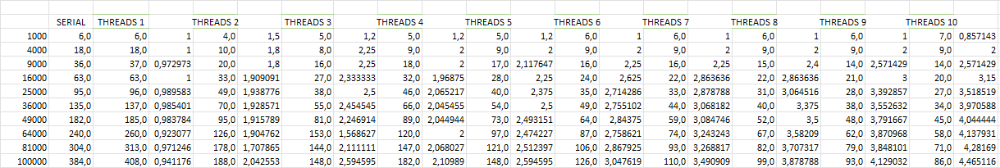 SERIAL THREADS 1 THREADS 2 THREADS 3 THREADS 4 THREADS 5 THREADS 6 THREADS 7 THREADS 8 THREADS 9 THREADS 10
1000 6,0 6,0 1 4,0 1,5 5,0 1,2 5,0 1,2 5,0 1,2 6,0 1 6,0 1 6,0 1 6,0 1 7,0 0,857143
4000 18,0 18,0 1 10,0 1,8 8,0 2,25 9,0 2 9,0 2 9,0 2 9,0 2 9,0 2 9,0 2 9,0 2
9000 36,0 37,0 0,972973 20,0 1,8 16,0 2,25 18,0 2 17,0 2,117647 16,0 2,25 16,0 2,25 15,0 2,4 14,0 2,571429 14,0 2,571429
16000 63,0 63,0 1 33,0 1,909091 27,0 2,333333 32,0 1,96875 28,0 2,25 24,0 2,625 22,0 2,863636 22,0 2,863636 21,0 3 20,0 3,15
25000 95,0 96,0 0,989583 49,0 1,938776 38,0 2,5 46,0 2,065217 40,0 2,375 35,0 2,714286 33,0 2,878788 31,0 3,064516 28,0 3,392857 27,0 3,518519
36000 135,0 137,0 0,985401 70,0 1,928571 55,0 2,454545 66,0 2,045455 54,0 2,5 49,0 2,755102 44,0 3,068182 40,0 3,375 38,0 3,552632 34,0 3,970588
49000 182,0 185,0 0,983784 95,0 1,915789 81,0 2,246914 89,0 2,044944 73,0 2,493151 64,0 2,84375 59,0 3,084746 52,0 3,5 48,0 3,791667 45,0 4,044444
64000 240,0 260,0 0,923077 126,0 1,904762 153,0 1,568627 120,0 2 97,0 2,474227 87,0 2,758621 74,0 3,243243 67,0 3,58209 62,0 3,870968 58,0 4,137931
81000 304,0 313,0 0,971246 178,0 1,707865 144,0 2,111111 147,0 2,068027 121,0 2,512397 106,0 2,867925 93,0 3,268817 82,0 3,707317 79,0 3,848101 71,0 4,28169
100000 384,0 408,0 0,941176 188,0 2,042553 148,0 2,594595 182,0 2,10989 148,0 2,594595 126,0 3,047619 110,0 3,490909 99,0 3,878788 93,0 4,129032 86,0 4,465116